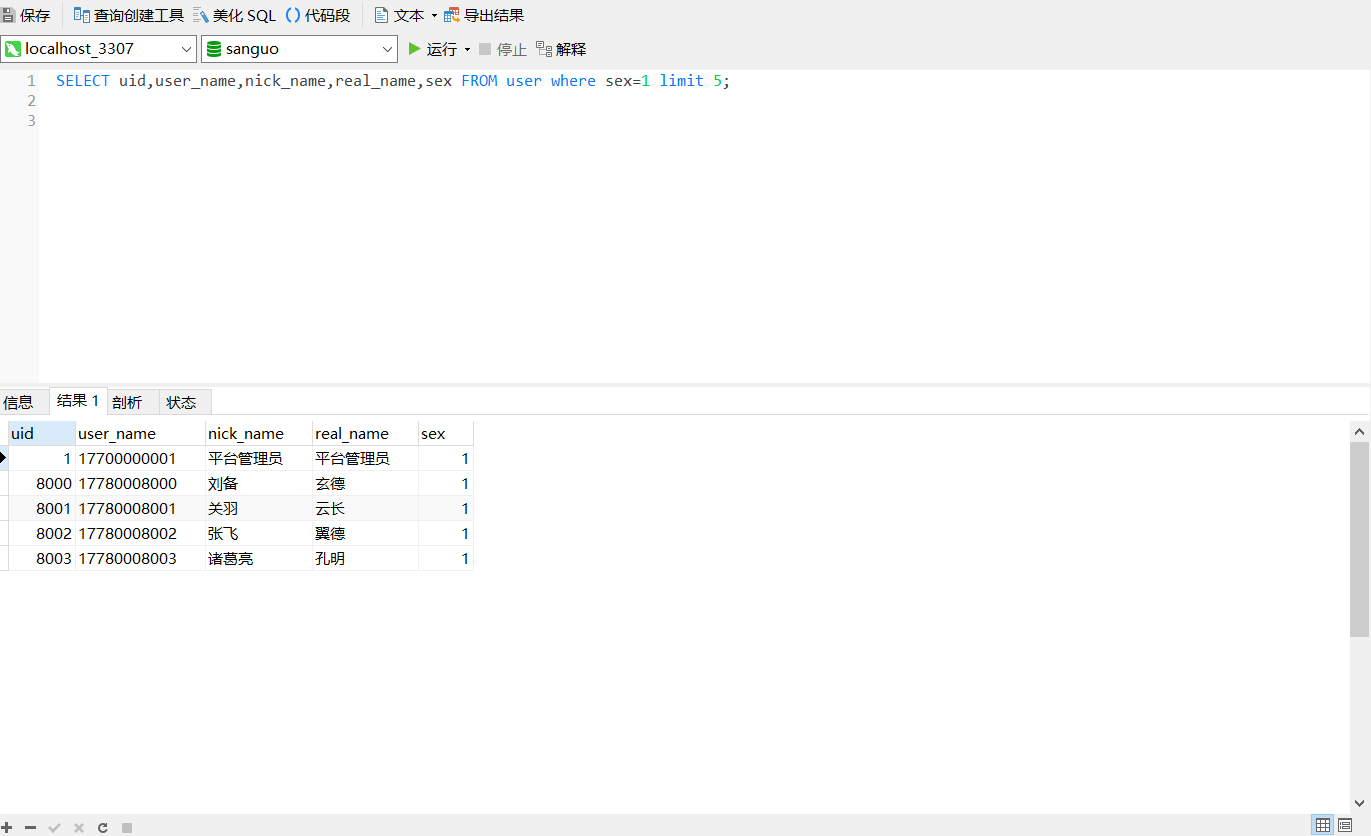 保存 查询创建工具 美化 SQL () 代码段 文本 导出结果
localhost_3307 sanguo 运行 停止 解释
1 SELECT uid,user_name,nick_name,real_name,sex FROM user where sex=1 limit 5;
2
3
信息 结果 1 剖析 状态
uid user_name nick_name real_name sex
1 17700000001 平台管理员 平台管理员 1
8000 17780008000 刘备 玄德 1
8001 17780008001 关羽 云长 1
8002 17780008002 张飞 翼德 1
8003 17780008003 诸葛亮 孔明 1